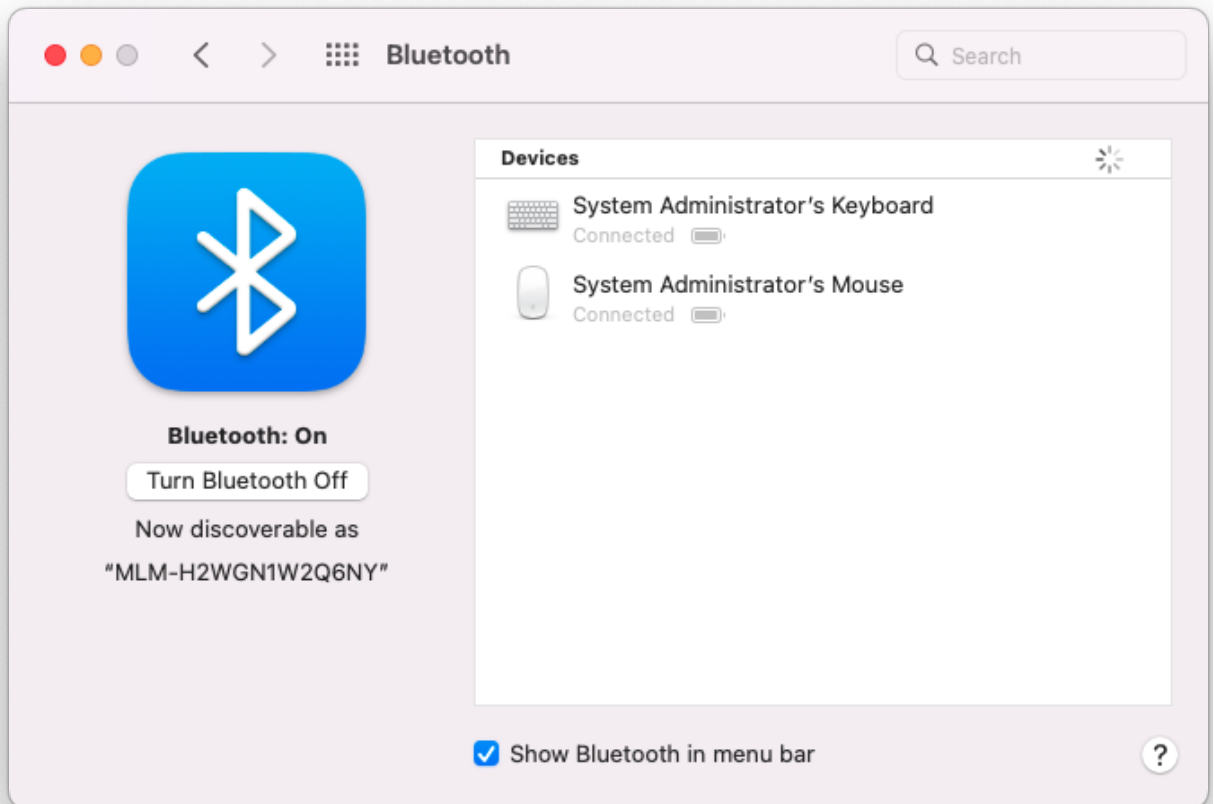 Bluetooth
Search
Bluetooth: On
Turn Bluetooth Off
Now discoverable as
“MLM-H2WGN1W2Q6NY”
Devices
System Administrator’s Keyboard
Connected
System Administrator’s Mouse
Connected
Show Bluetooth in menu bar
?